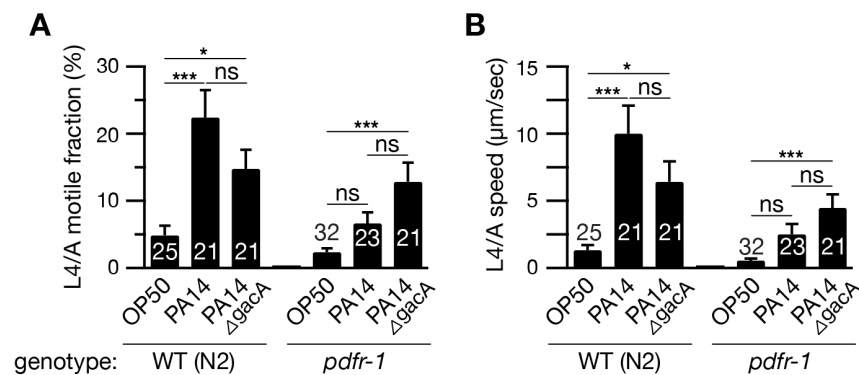 A
B
L4/A motile fraction (%)
30
20
10
0
*
***
ns
***
ns
ns
25
21
21
32
23
21
OP50
PA14
PA14
ΔgacA
OP50
PA14
PA14
ΔgacA
genotype:
WT (N2)
pdfr-1
L4/A speed (µm/sec)
15
10
5
0
*
***
ns
***
ns
ns
25
21
21
32
23
21
OP50
PA14
PA14
ΔgacA
OP50
PA14
PA14
ΔgacA
WT (N2)
pdfr-1